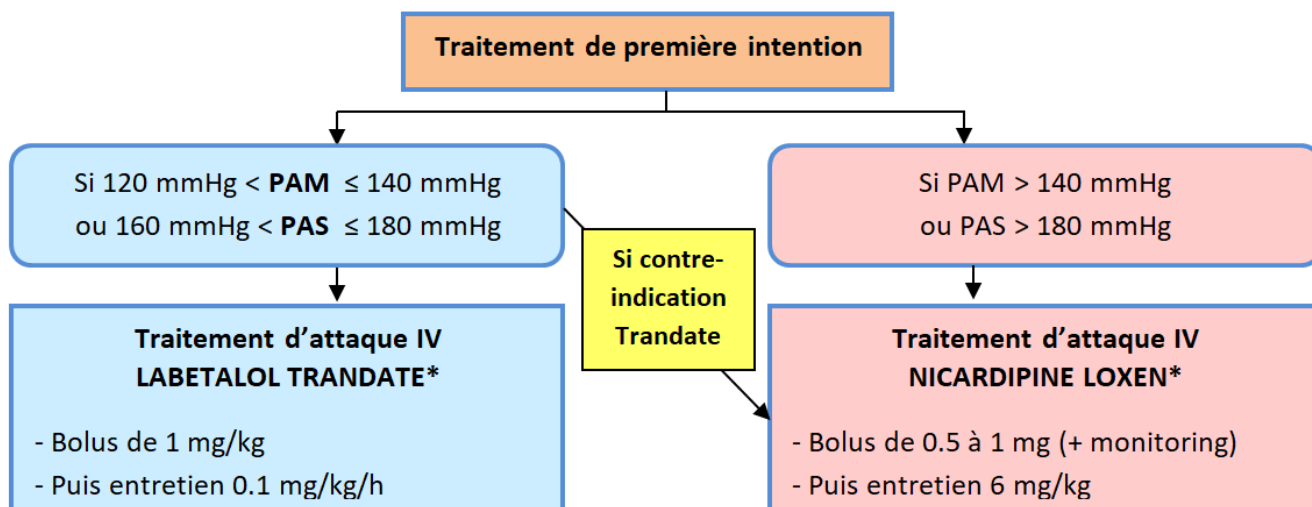 Traitement de première intention
Si 120 mmHg < PAM ≤ 140 mmHg
ou 160 mmHg < PAS ≤ 180 mmHg
Si PAM > 140 mmHg
ou PAS > 180 mmHg
Si contre-
indication
Trandate
Traitement d’attaque IV
LABETALOL TRANDATE*
- Bolus de 1 mg/kg
- Puis entretien 0.1 mg/kg/h
Traitement d’attaque IV
NICARDIPINE LOXEN*
- Bolus de 0.5 à 1 mg (+ monitoring)
- Puis entretien 6 mg/kg